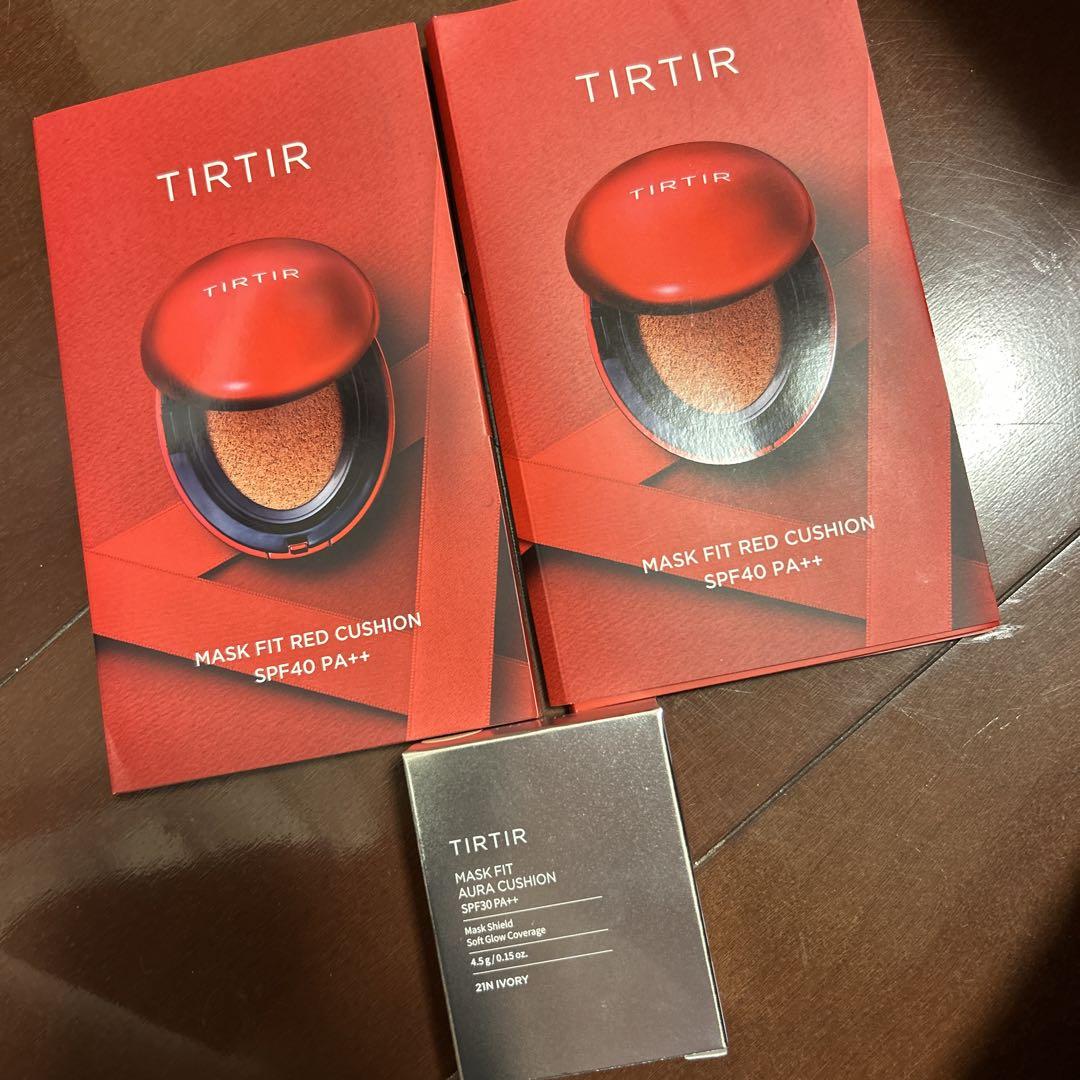 TIRTIR
TIRTIR
MASK FIT RED CUSHION
SPF40 PA++
TIRTIR
TIRTIR
MASK FIT RED CUSHION
SPF40 PA++
TIRTIR
MASK FIT
AURA CUSHION
SPF30 PA++
Mask Shield
Soft Glow Coverage
4.5g/0.15 oz.
21N IVORY